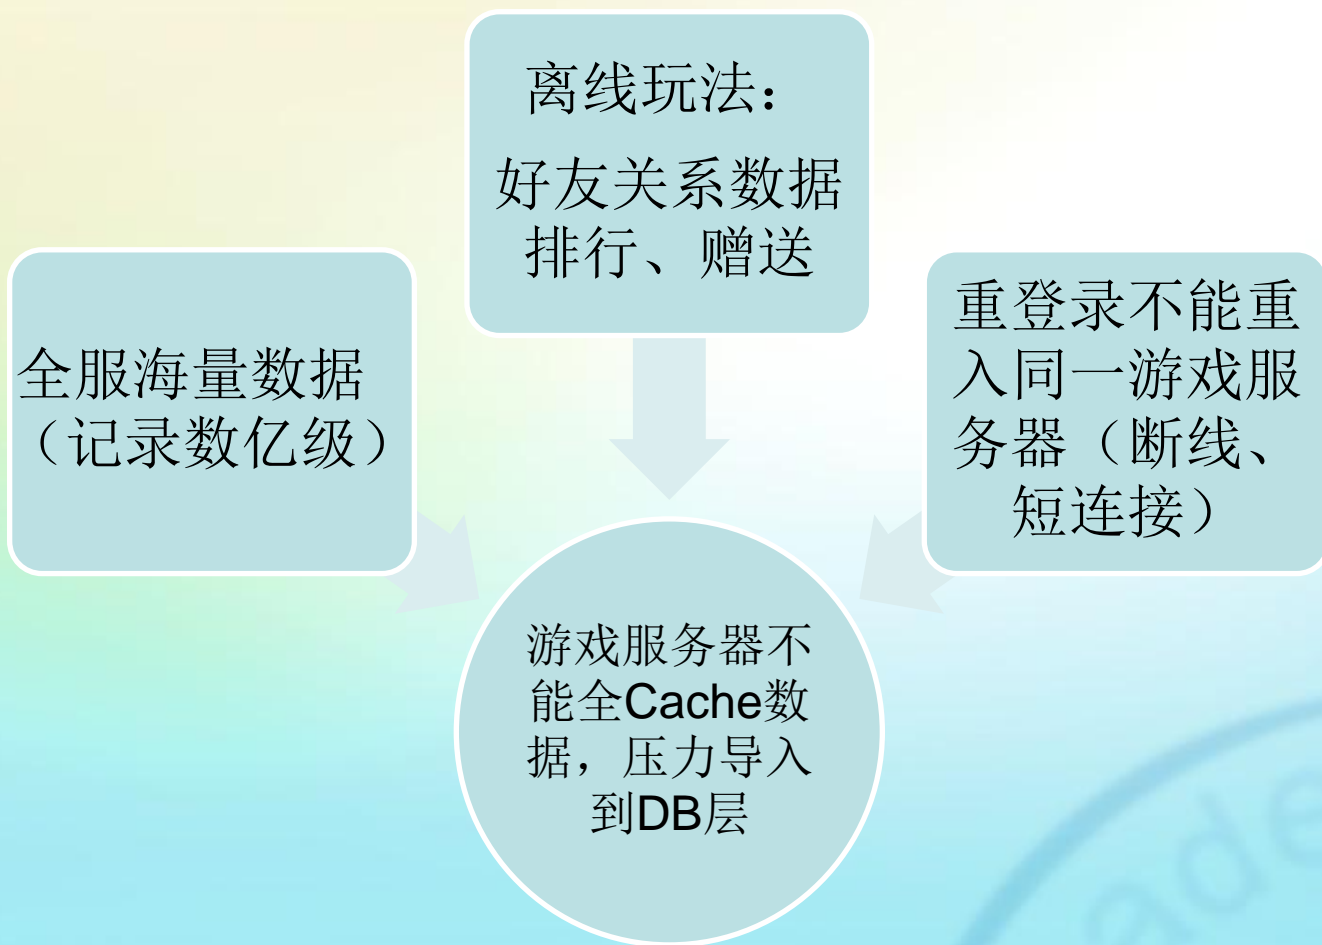 离线玩法：
好友关系数据
排行、赠送
全服海量数据
（记录数亿级）
重登录不能重
入同一游戏服
务器（断线、
短连接）
游戏服务器不
能全Cache数
据，压力导入
到DB层